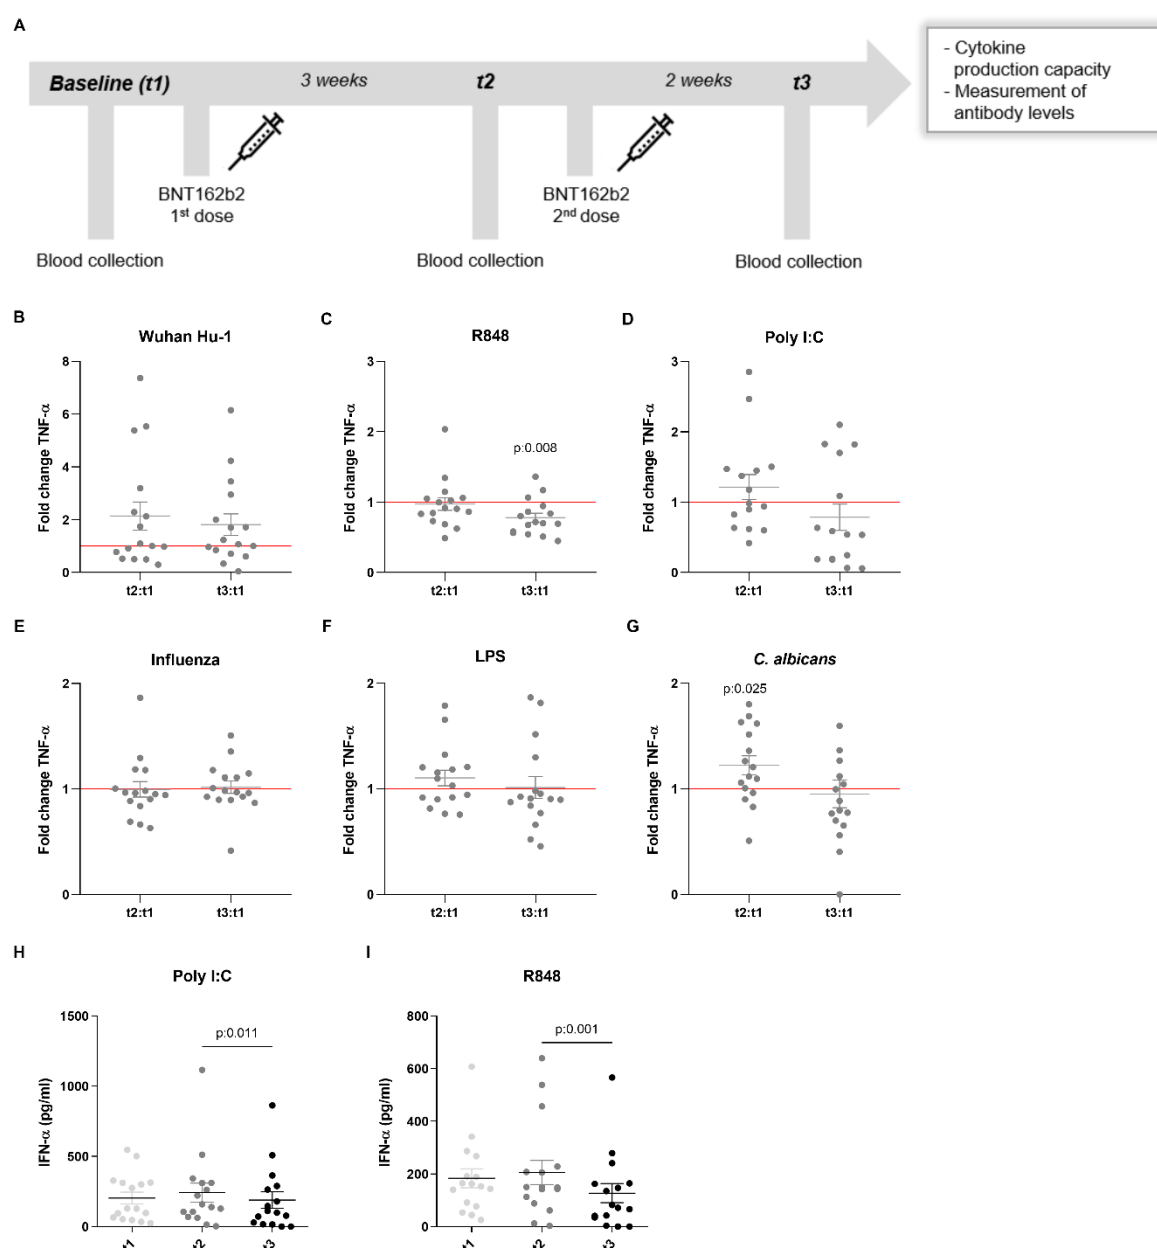 A
Baseline (t1)
3 weeks
t2
2 weeks
t3
- Cytokine
production capacity
- Measurement of
antibody levels
BNT162b2
1st dose
BNT162b2
2nd dose
Blood collection
Blood collection
Blood collection
B
Wuhan Hu-1
Fold change TNF-α
8
6
4
2
0
t2:t1
t3:t1
C
R848
Fold change TNF-α
3
2
1
0
p:0.008
t2:t1
t3:t1
D
Poly I:C
Fold change TNF-α
3
2
1
0
t2:t1
t3:t1
E
Influenza
Fold change TNF-α
2
1
0
t2:t1
t3:t1
F
LPS
Fold change TNF-α
2
1
0
t2:t1
t3:t1
G
C. albicans
Fold change TNF-α
2
1
0
p:0.025
t2:t1
t3:t1
H
Poly I:C
IFN-α (pg/ml)
1500
1000
500
0
p:0.011
t1
t2
t3
I
R848
IFN-α (pg/ml)
800
600
400
200
0
p:0.001
t1
t2
t3